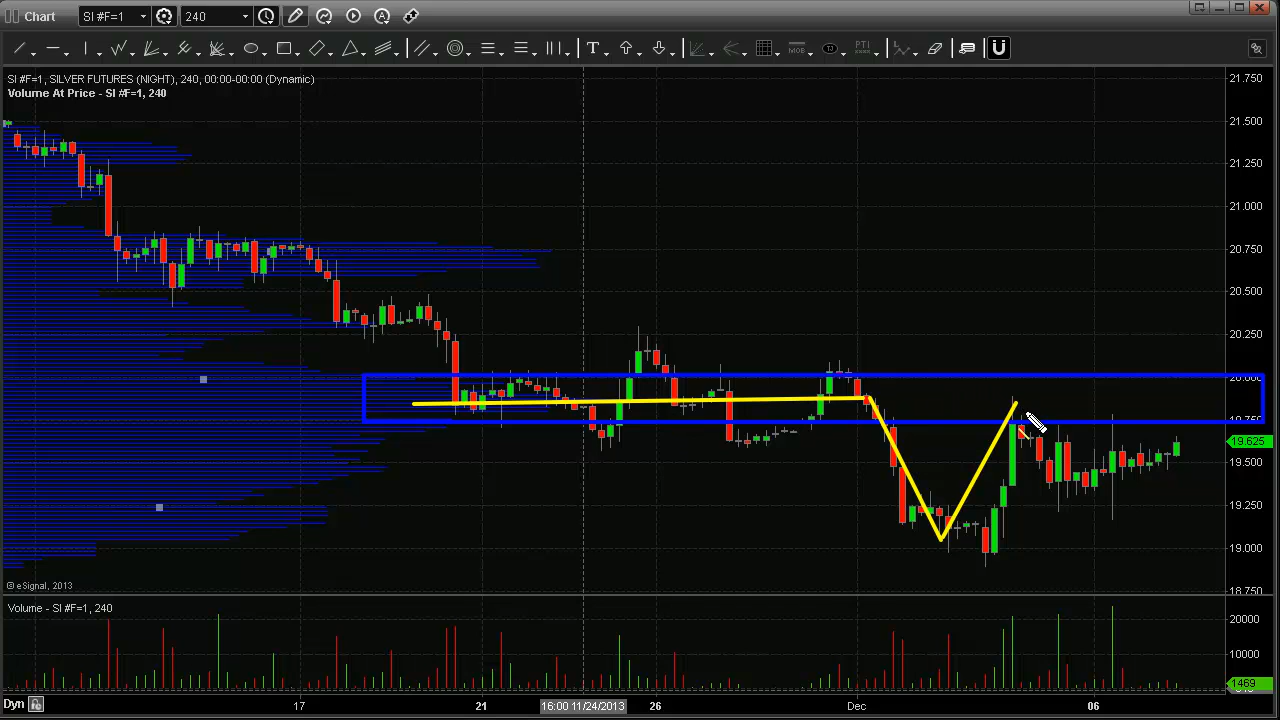 Chart SI #F=1 240
SI #F=1, SILVER FUTURES (NIGHT), 240, 00:00-00:00 (Dynamic)
Volume At Price - SI #F=1, 240
21.750
21.500
21.250
21.000
20.750
20.500
20.250
20.000
19.750
19.625
19.500
19.250
19.000
18.750
© eSignal, 2013
Volume - SI #F=1, 240
20000
10000
1469
Dyn 17 21 16:00 11/24/2013 26 Dec 06